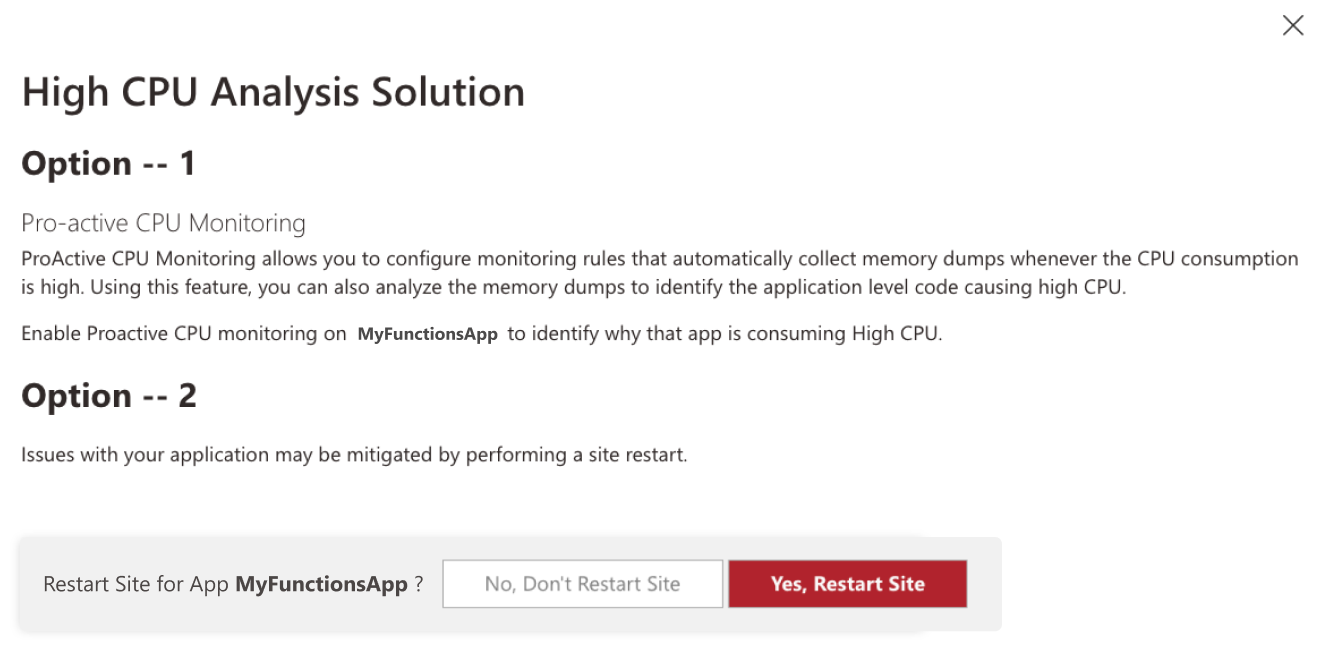 High CPU Analysis Solution
Option -- 1
Pro-active CPU Monitoring
ProActive CPU Monitoring allows you to configure monitoring rules that automatically collect memory dumps whenever the CPU consumption
is high. Using this feature, you can also analyze the memory dumps to identify the application level code causing high CPU.
Enable Proactive CPU monitoring on MyFunctionsApp to identify why that app is consuming High CPU.
Option -- 2
Issues with your application may be mitigated by performing a site restart.
Restart Site for App MyFunctionsApp ? No, Don't Restart Site Yes, Restart Site